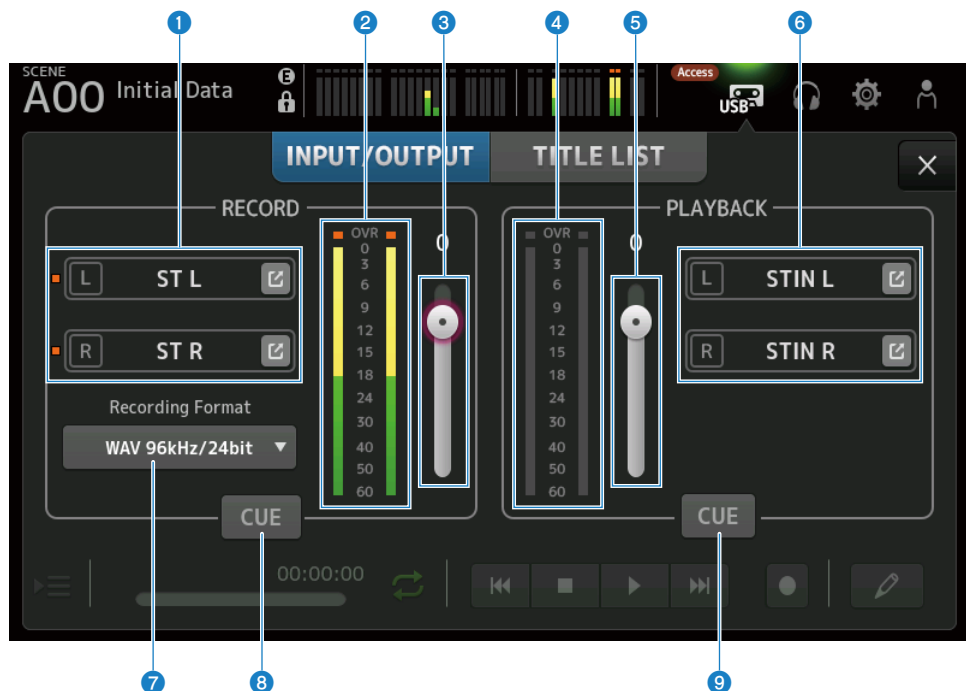 1 2 3 4 5 6
SCENE
A00 Initial Data
E
Access
USB
INPUT/OUTPUT TITLE LIST
RECORD
PLAYBACK
L ST L
R ST R
Recording Format
WAV 96kHz/24bit
CUE
OVR
0
3
6
9
12
15
18
24
30
40
50
60
0
OVR
0
3
6
9
12
15
18
24
30
40
50
60
0
L STIN L
R STIN R
CUE
00:00:00
7 8 9